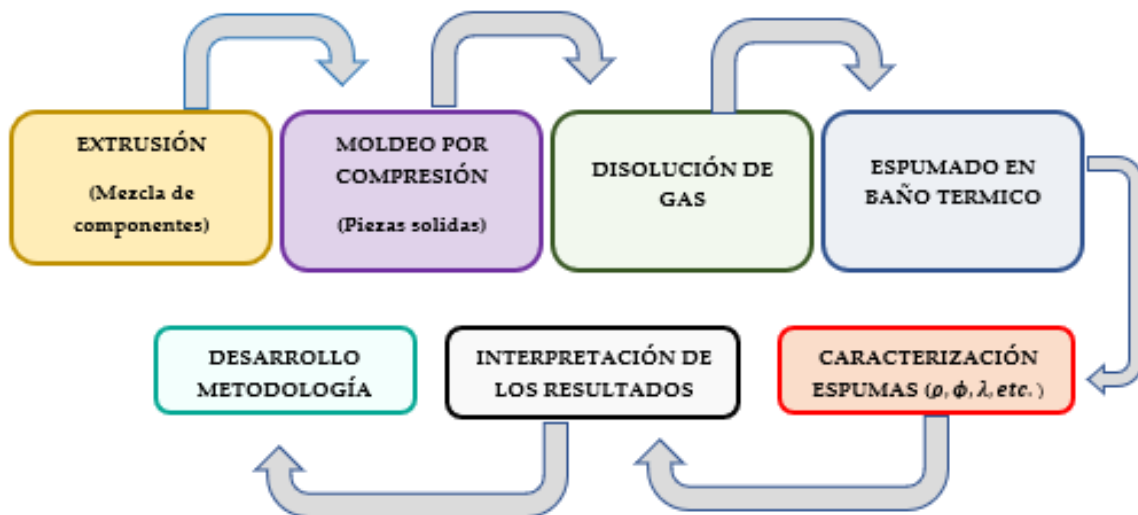 EXTRUSIÓN
(Mezcla de
componentes)
MOLDEO POR
COMPRESIÓN
(Piezas solidas)
DISOLUCIÓN DE
GAS
ESPUMADO EN
BAÑO TERMICO
CARACTERIZACIÓN
ESPUMAS (ρ, ϕ, λ, etc. )
INTERPRETACIÓN DE
LOS RESULTADOS
DESARROLLO
METODOLOGÍA